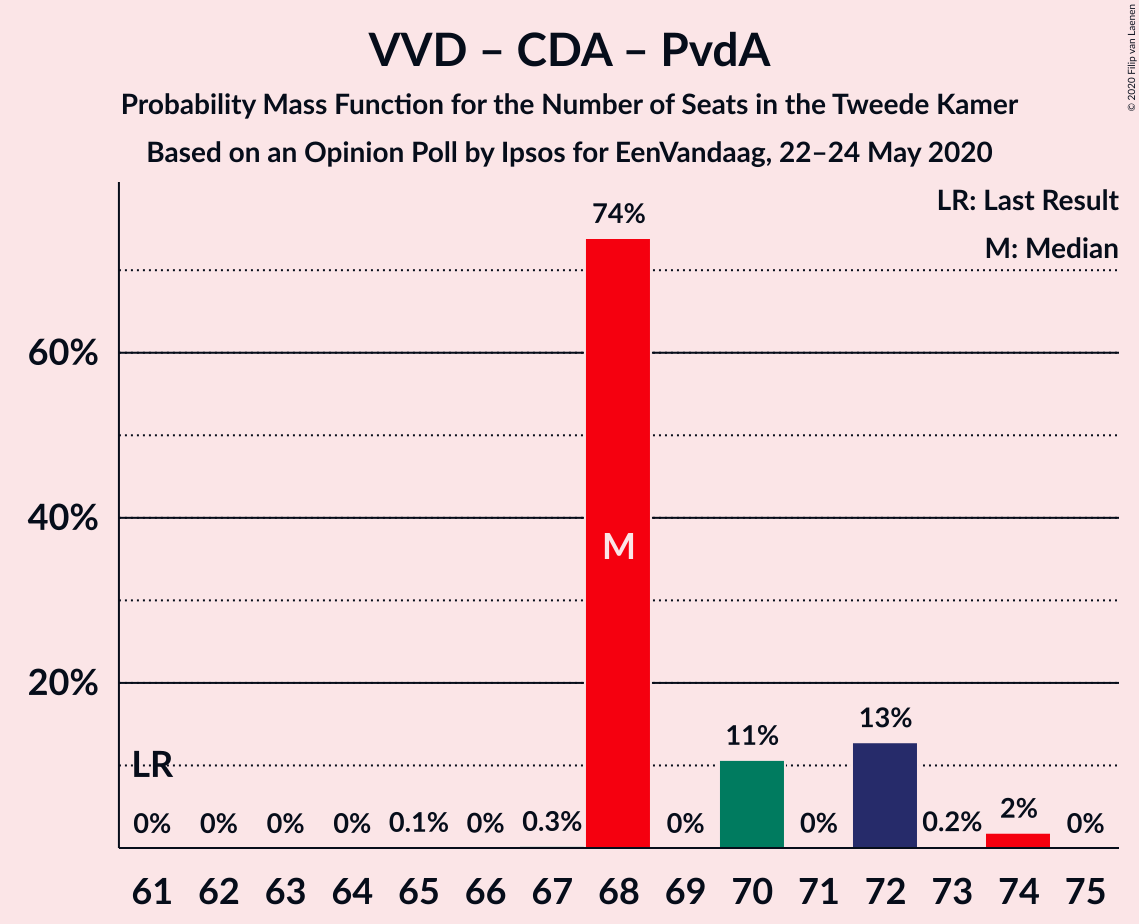 VVD – CDA – PvdA
Probability Mass Function for the Number of Seats in the Tweede Kamer
Based on an Opinion Poll by Ipsos for EenVandaag, 22–24 May 2020
© 2020 Filip van Laenen
LR: Last Result
M: Median
74%
60%
40%
M
20%
13%
11%
LR
2%
0% 0% 0% 0% 0.1% 0% 0.3% 0% 0% 0.2% 0%
61 62 63 64 65 66 67 68 69 70 71 72 73 74 75